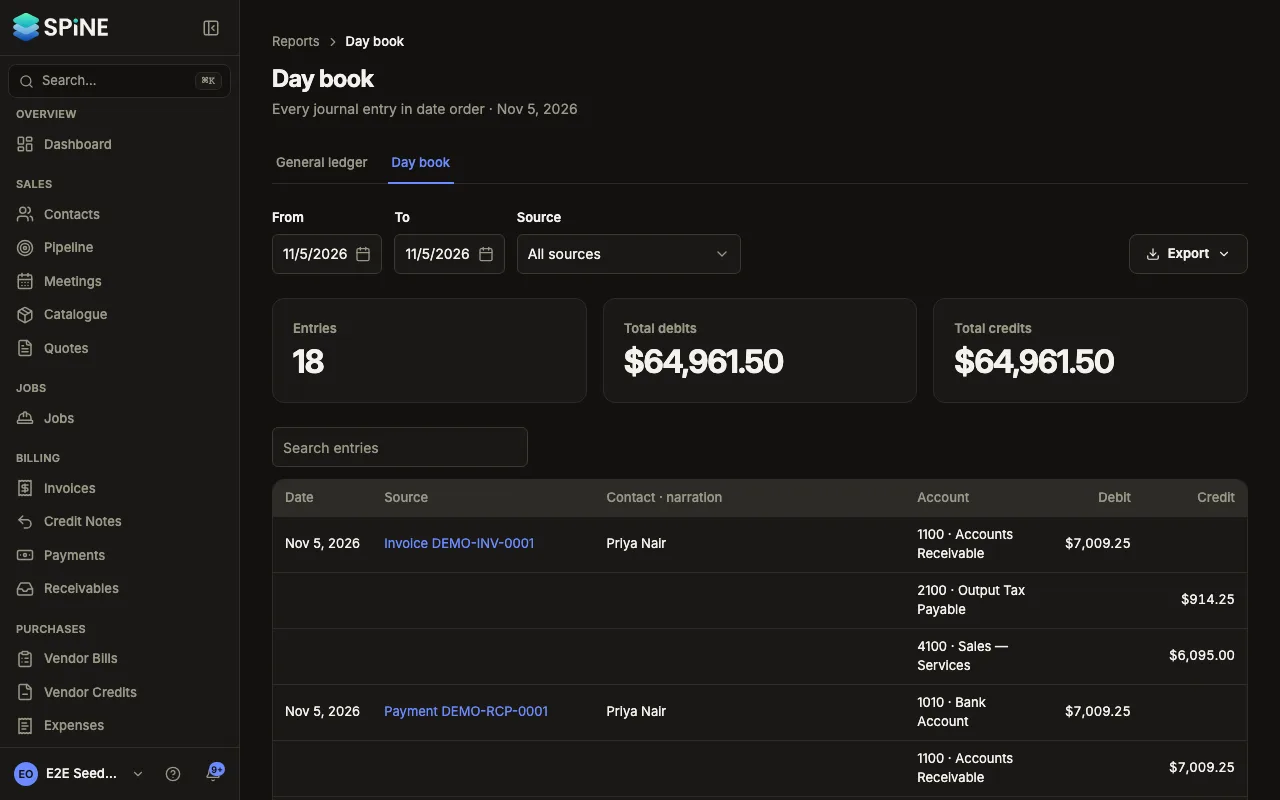 SPiNE
Search...
⌘K
OVERVIEW
Dashboard
SALES
Contacts
Pipeline
Meetings
Catalogue
Quotes
JOBS
Jobs
BILLING
Invoices
Credit Notes
Payments
Receivables
PURCHASES
Vendor Bills
Vendor Credits
Expenses
EO
E2E Seed...
9+
Reports
Day book
Day book
Every journal entry in date order · Nov 5, 2026
General ledger
Day book
From
To
Source
11/5/2026
11/5/2026
All sources
Export
Entries
18
Total debits
$64,961.50
Total credits
$64,961.50
Search entries
Date Source Contact · narration Account Debit Credit
Nov 5, 2026 Invoice DEMO-INV-0001 Priya Nair 1100 · Accounts $7,009.25
Receivable
2100 · Output Tax $914.25
Payable
4100 · Sales — $6,095.00
Services
Nov 5, 2026 Payment DEMO-RCP-0001 Priya Nair 1010 · Bank $7,009.25
Account
1100 · Accounts $7,009.25
Receivable